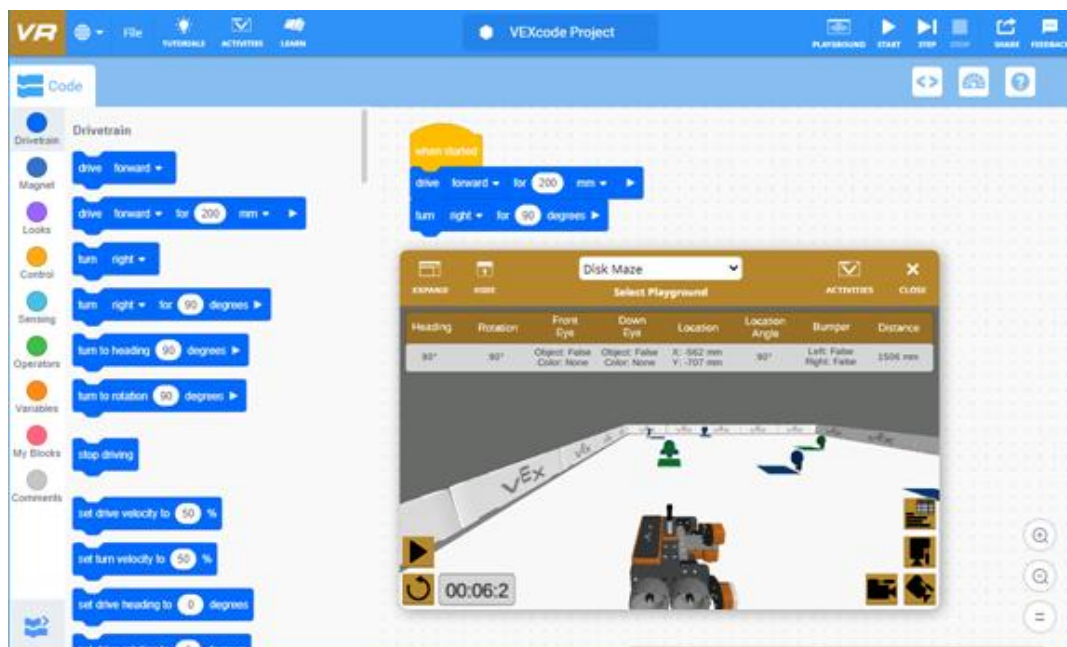 VR
File
TUTORIALS
ACTIVITIES
LEARN
VEXcode Project
PLAYGROUND
START
STEP
STOP
SHARE
FEEDBACK
Code
Drivetrain
Magnet
Looks
Control
Sensing
Operators
Variables
My Blocks
Comments
Drivetrain
drive forward
drive forward for 200 mm
turn right
turn right for 90 degrees
turn to heading 90 degrees
turn to rotation 90 degrees
stop driving
set drive velocity to 50 %
set turn velocity to 50 %
set drive heading to 0 degrees
when started
drive forward for 200 mm
turn right for 90 degrees
EXPAND
HIDE
Disk Maze
Select Playground
ACTIVITIES
CLOSE
Heading Rotation Front Eye Down Eye Location Location Angle Bumper Distance
90° 90° Object: False Object: False X: -562 mm 90° Left: False 1506 mm
Color: None Color: None Y: -707 mm Right: False
VEX
00:06:2